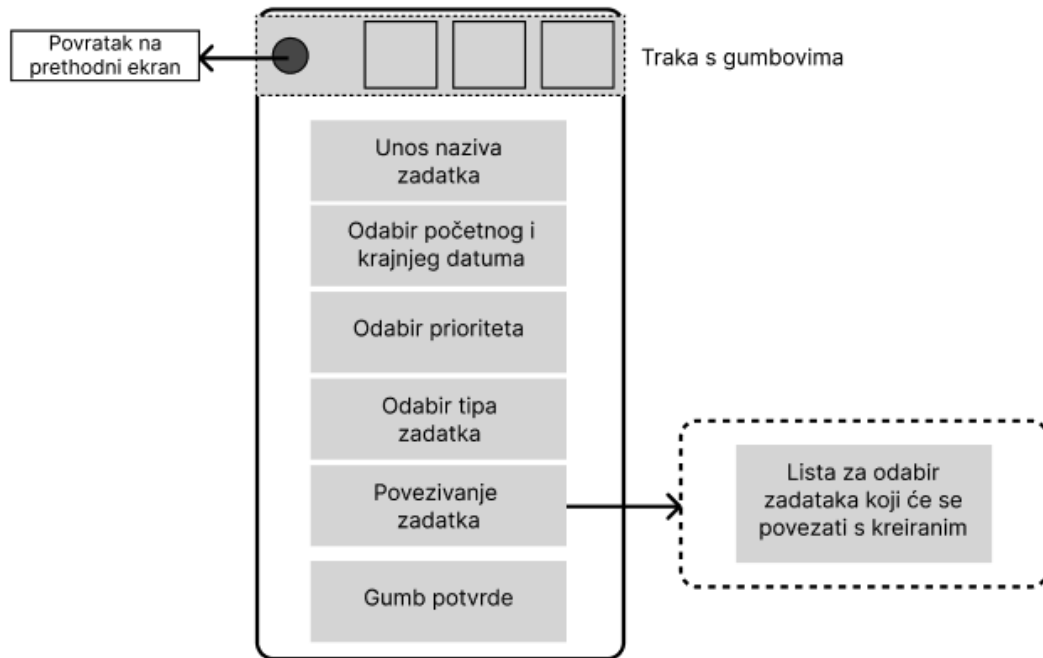 Povratak na
prethodni ekran
Traka s gumbovima
Unos naziva
zadatka
Odabir početnog i
krajnjeg datuma
Odabir prioriteta
Odabir tipa
zadatka
Povezivanje
zadatka
Lista za odabir
zadataka koji će se
povezati s kreiranim
Gumb potvrde